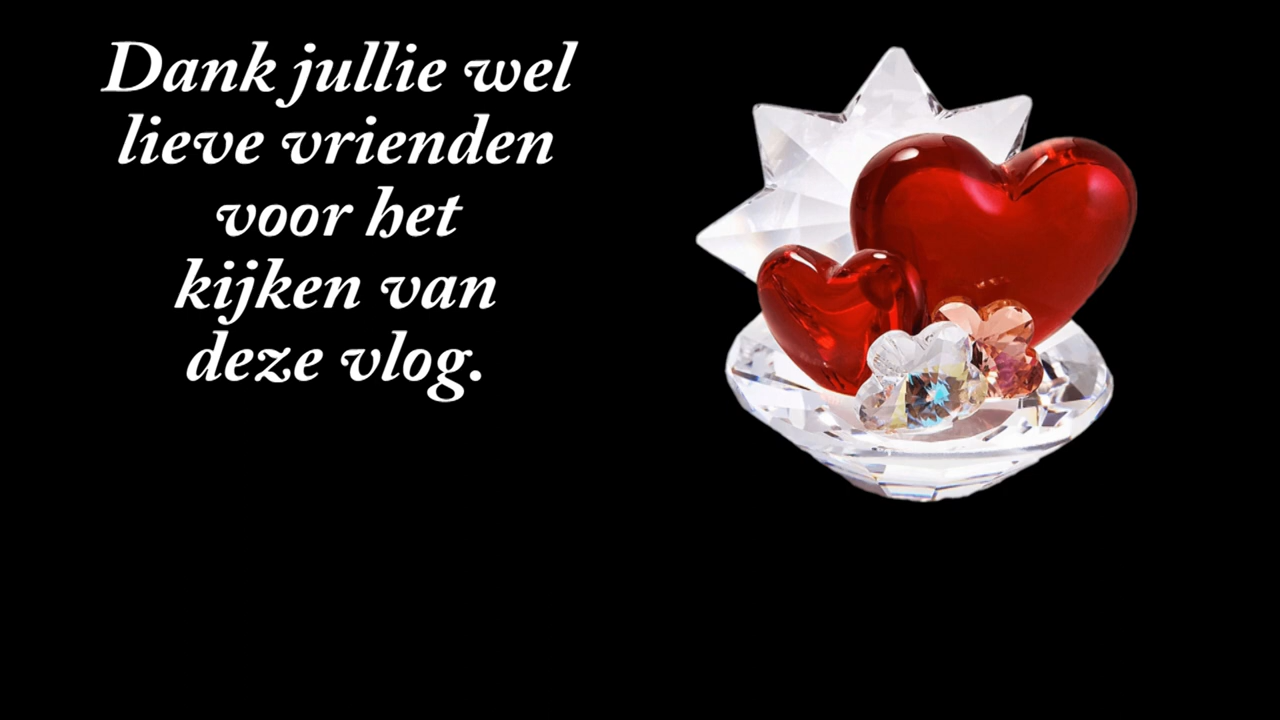 Dank jullie wel
lieve vrienden
voor het
kijken van
deze vlog.